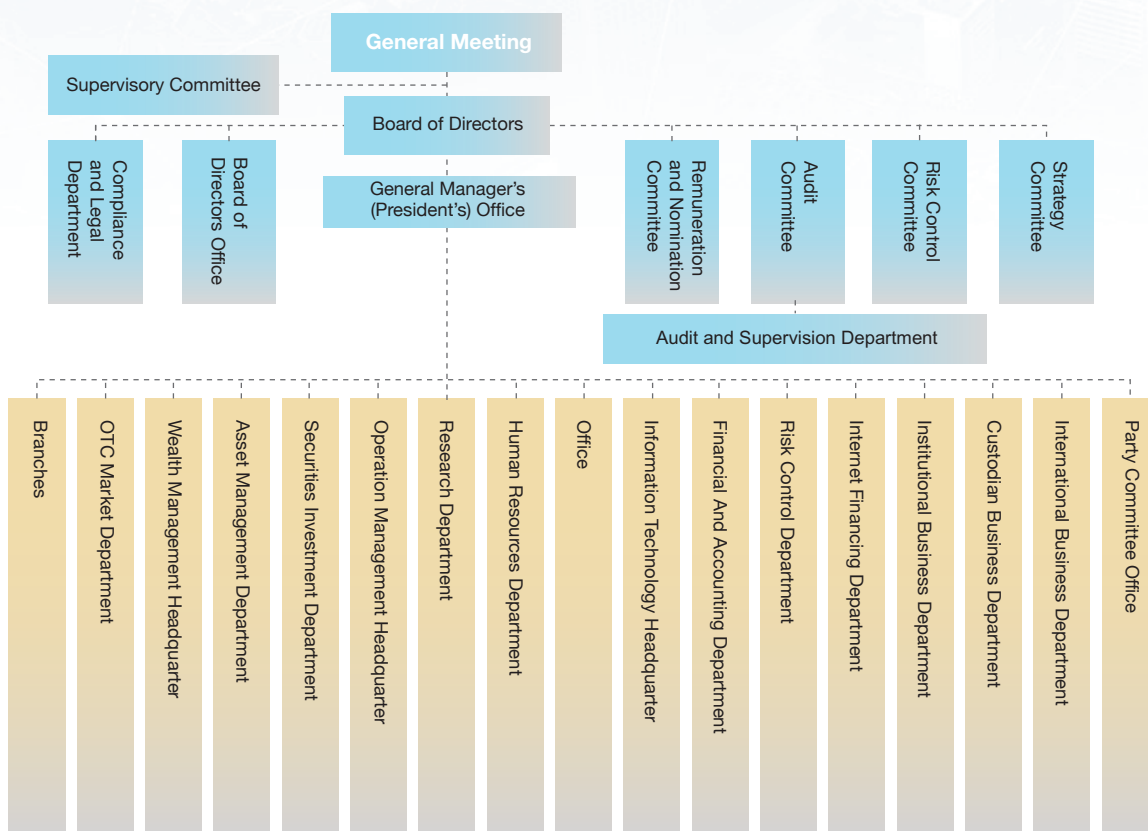 General Meeting
Supervisory Committee
Board of Directors
Compliance
and Legal
Department
Board of
Directors Office
General Manager's
(President's) Office
Remuneration
and Nomination
Committee
Audit
Committee
Risk Control
Committee
Strategy
Committee
Audit and Supervision Department
Branches
OTC Market Department
Wealth Management Headquarter
Asset Management Department
Securities Investment Department
Operation Management Headquarter
Research Department
Human Resources Department
Office
Information Technology Headquarter
Financial And Accounting Department
Risk Control Department
Internet Financing Department
Institutional Business Department
Custodian Business Department
International Business Department
Party Committee Office